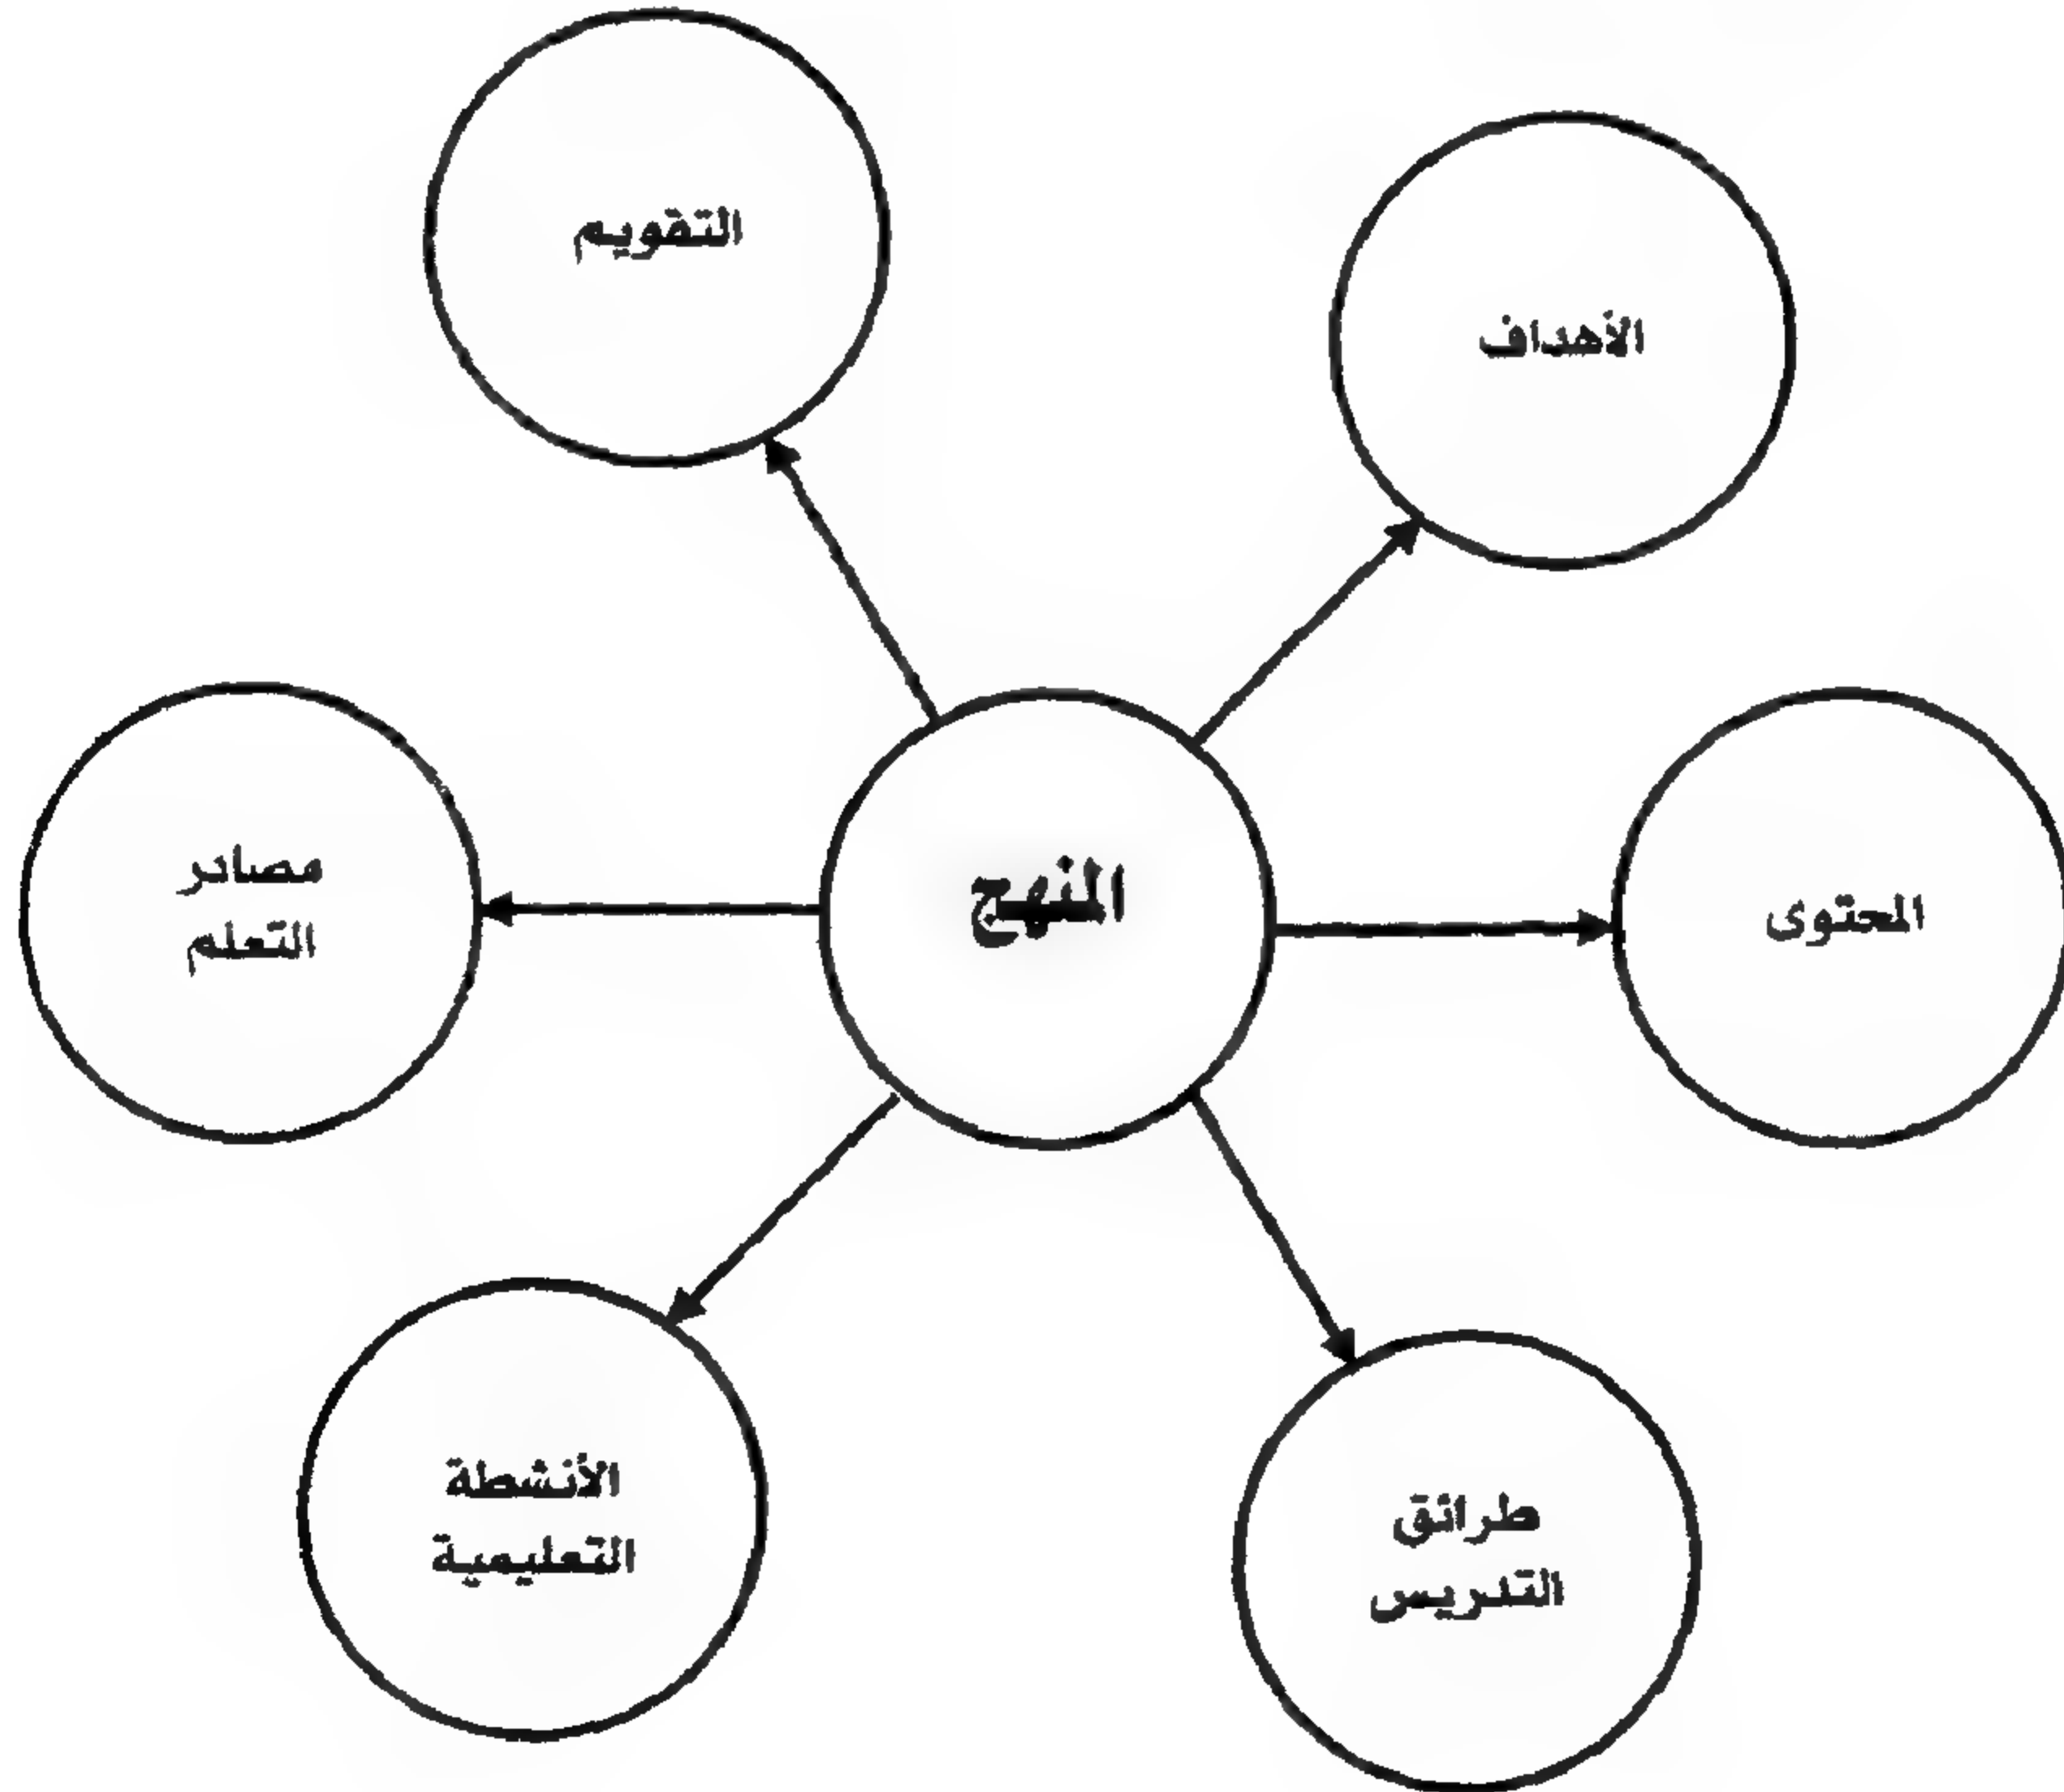 التقويم
الأهداف
مصادر
التعلم
المنهج
المحتوى
الأنشطة
التعليمية
طرائق
التدريس